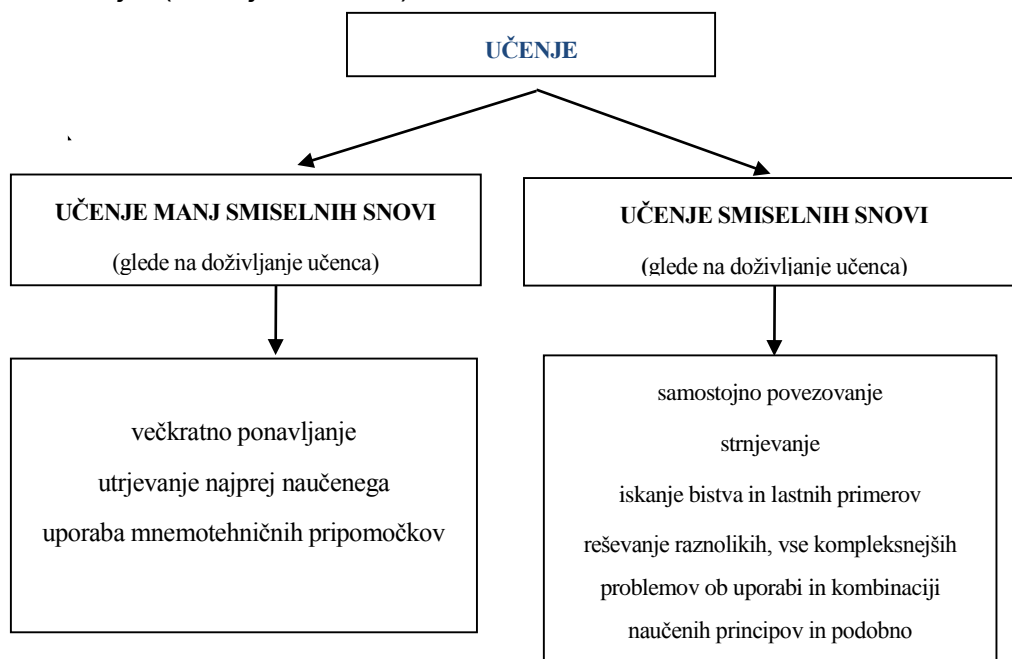 UČENJE
UČENJE MANJ SMISELNIH SNOVI
(glede na doživljanje učenca)
UČENJE SMISELNIH SNOVI
(glede na doživljanje učenca)
večkratno ponavljanje
utrjevanje najprej naučenega
uporaba mnemotehničnih pripomočkov
samostojno povezovanje
strnjevanje
iskanje bistva in lastnih primerov
reševanje raznolikih, vse kompleksnejših
problemov ob uporabi in kombinaciji
naučenih principov in podobno